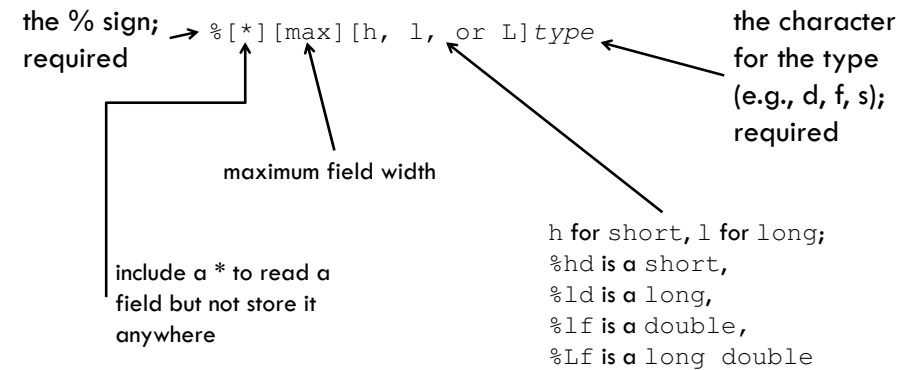 the % sign;
required
%[*][max][h, l, or L]type
the character
for the type
(e.g., d, f, s);
required
maximum field width
include a * to read a
field but not store it
anywhere
h for short, l for long;
%hd is a short,
%ld is a long,
%lf is a double,
%Lf is a long double